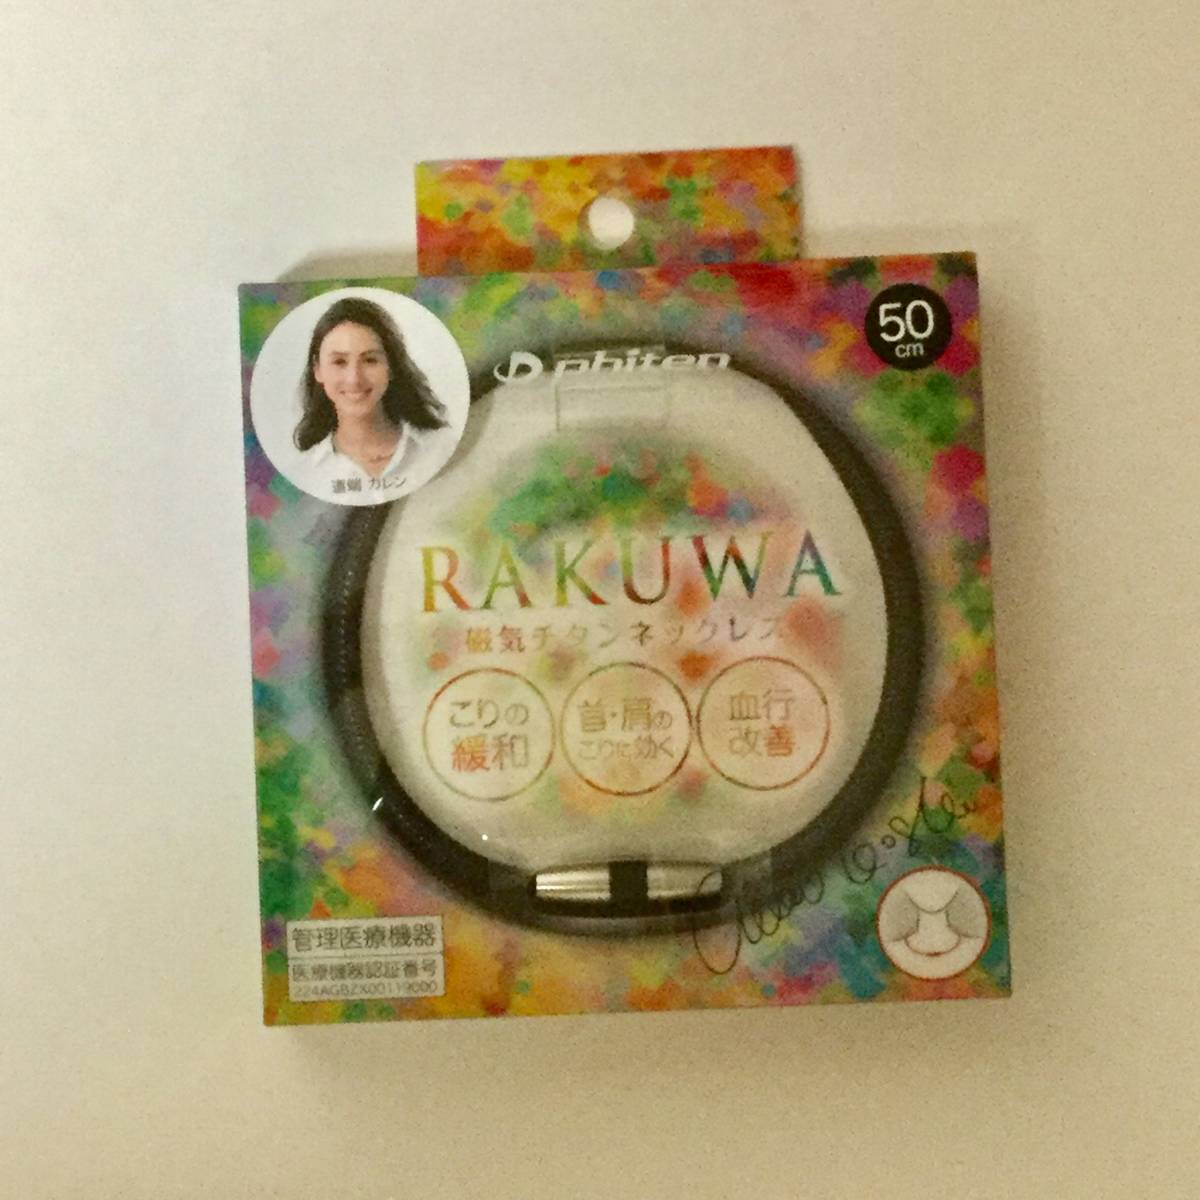 phiten
50
cm
道端 カレン
RAKUWA
磁気チタンネックレス
こりの
緩和
首・肩の
こりに効く
血行
改善
管理医療機器
医療機器認証番号
224AGBZX00119000